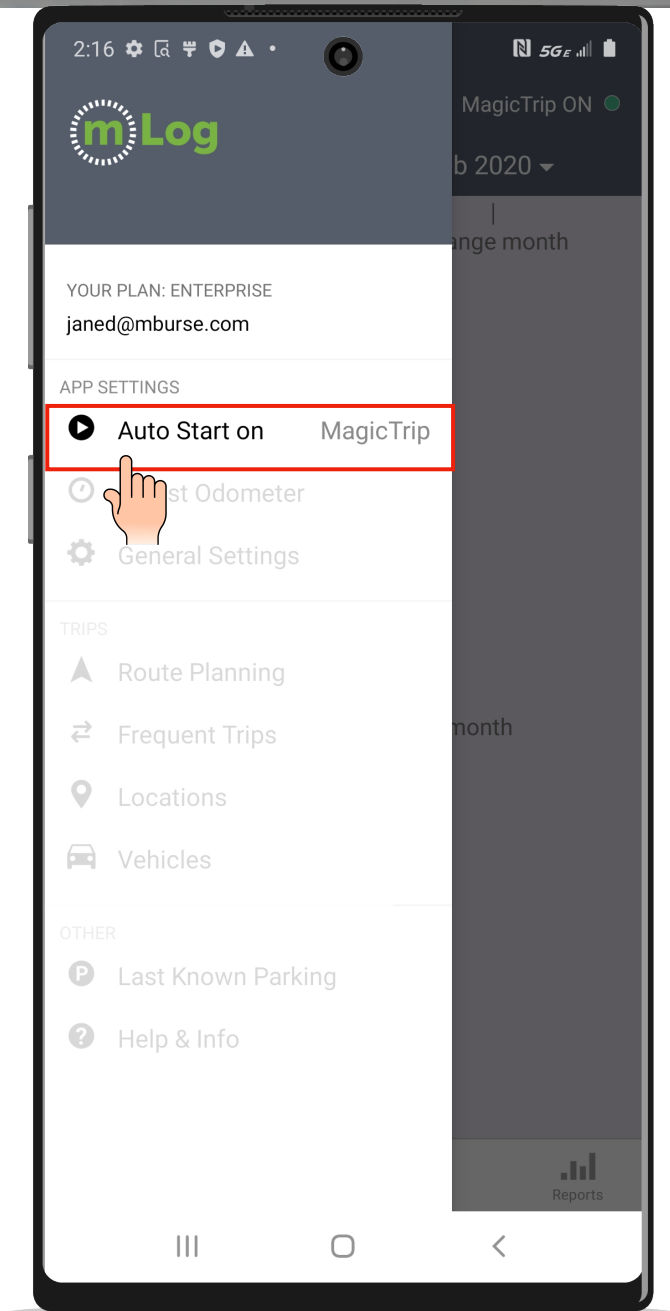 2:16
5GE
MagicTrip ON
mLog
b 2020
ange month
YOUR PLAN: ENTERPRISE
janed@mburse.com
APP SETTINGS
Auto Start on MagicTrip
st Odometer
General Settings
TRIPS
Route Planning
Frequent Trips
month
Locations
Vehicles
OTHER
P Last Known Parking
? Help & Info
Reports